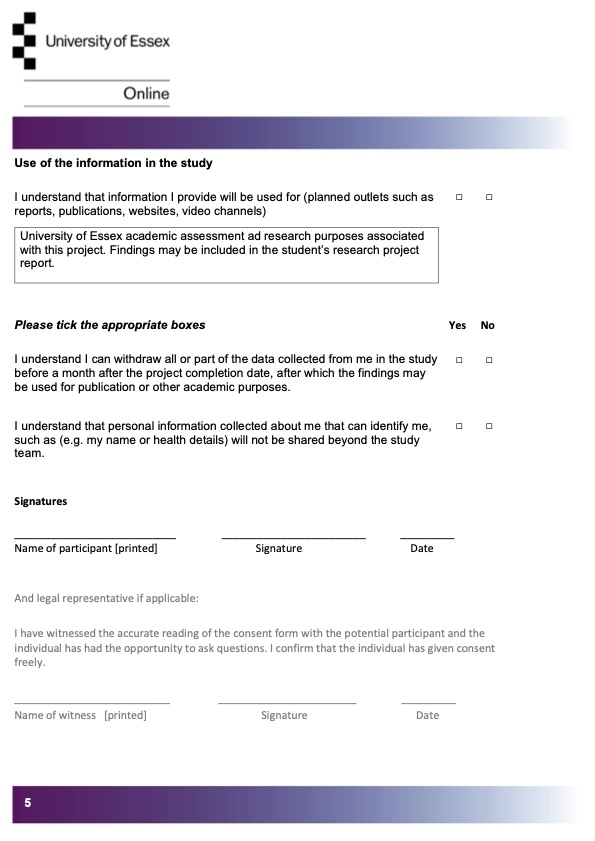 University of Essex
Online
Use of the information in the study
I understand that information I provide will be used for (planned outlets such as
reports, publications, websites, video channels)
University of Essex academic assessment ad research purposes associated
with this project. Findings may be included in the student's research project
report.
Please tick the appropriate boxes Yes No
I understand I can withdraw all or part of the data collected from me in the study
before a month after the project completion date, after which the findings may
be used for publication or other academic purposes.
I understand that personal information collected about me that can identify me,
such as (e.g. my name or health details) will not be shared beyond the study
team.
Signatures
Name of participant [printed] Signature Date
And legal representative if applicable:
I have witnessed the accurate reading of the consent form with the potential participant and the
individual has had the opportunity to ask questions. I confirm that the individual has given consent
freely.
Name of witness [printed] Signature Date
5